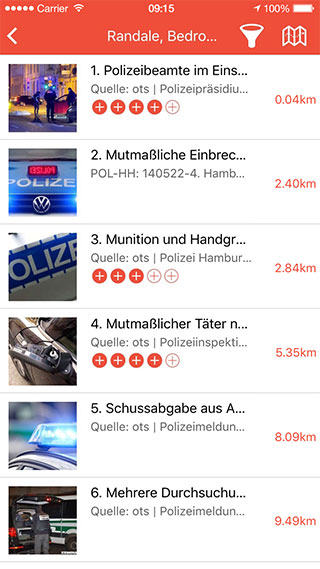 Carrier 09:15 100%
Randale, Bedro...
1. Polizeibeamte im Eins...
Quelle: ots | Polizeipräsidiu...
0.04km
POLIZEI
POLIZE
2. Mutmaßliche Einbrec...
POL-HH: 140522-4. Hamb...
2.40km
OLIZE
3. Munition und Handgr...
Quelle: ots | Polizei Hambur...
2.84km
4. Mutmaßlicher Täter n...
Quelle: ots | Polizeiinspekti...
5.35km
5. Schussabgabe aus A...
Quelle: ots | Polizeimeldun...
8.09km
6. Mehrere Durchsuchu...
Quelle: ots | Polizeimeldun...
9.49km